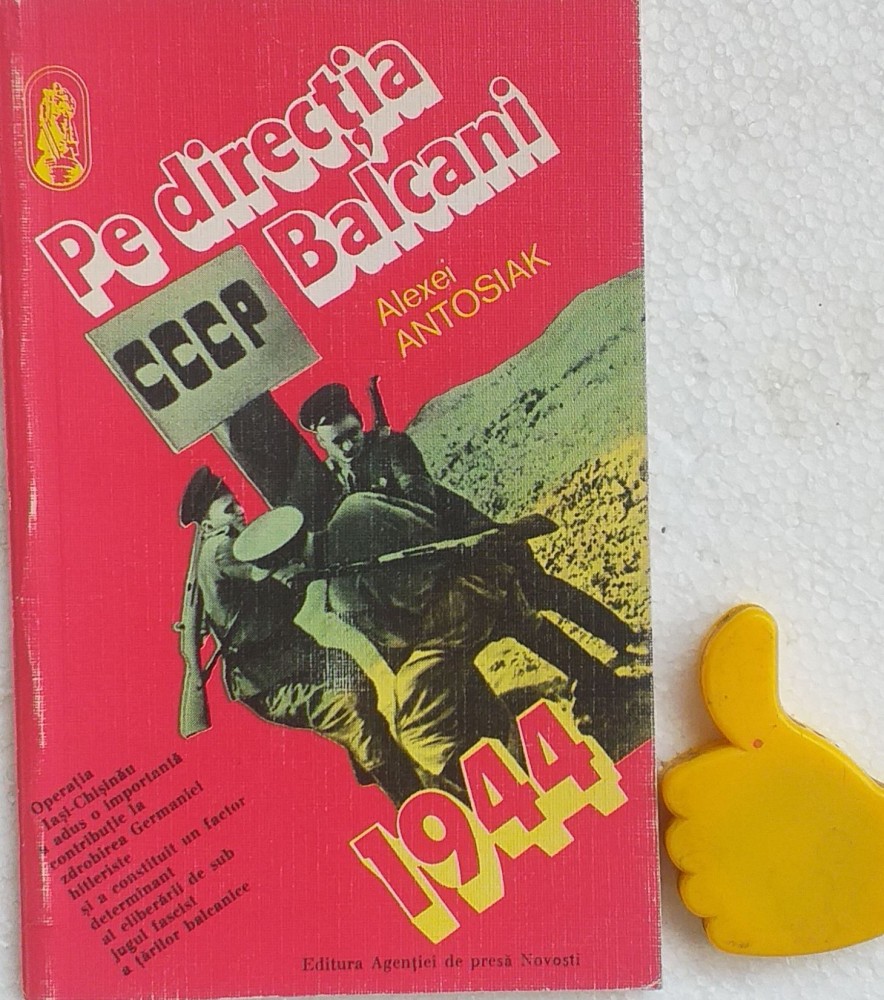 Pe direcția
Balcani
Alexei
ANTOSIAK
CCCP
1944
Operația
Iași-Chișinău
a adus o importantă
contribuție la
zdrobirea Germaniei
hitleriste
și a constituit un factor
determinant
al eliberării de sub
jugul fascist
a țărilor balcanice
Editura Agenției de presă Novosti